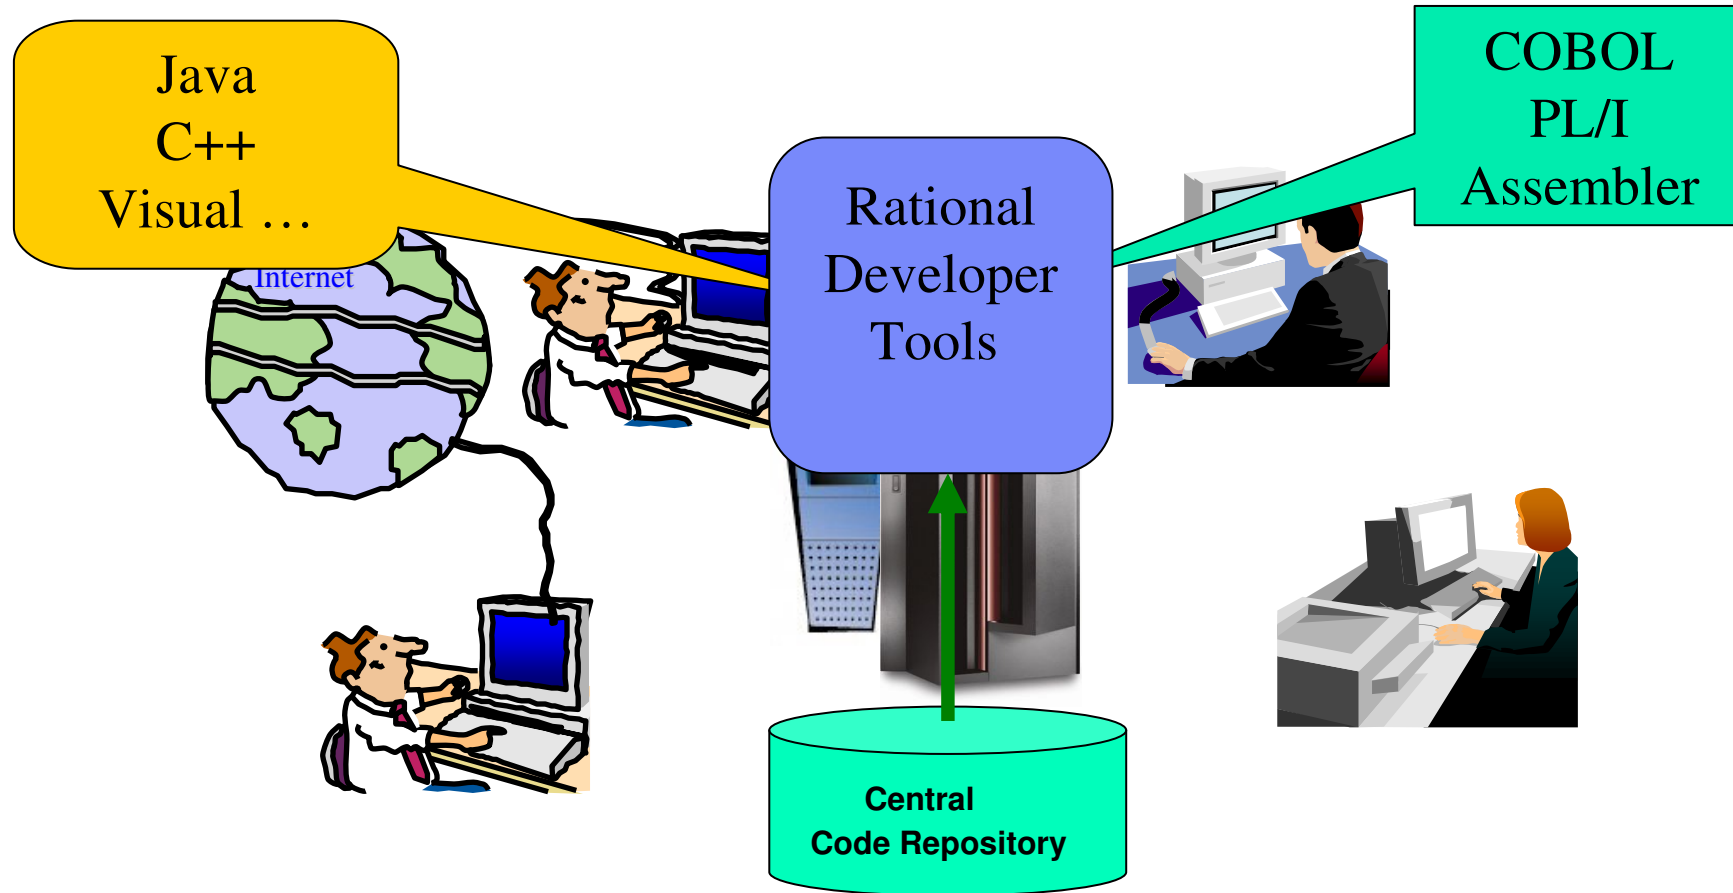 Java
C++
Visual …
Internet
Rational
Developer
Tools
COBOL
PL/I
Assembler
Central
Code Repository